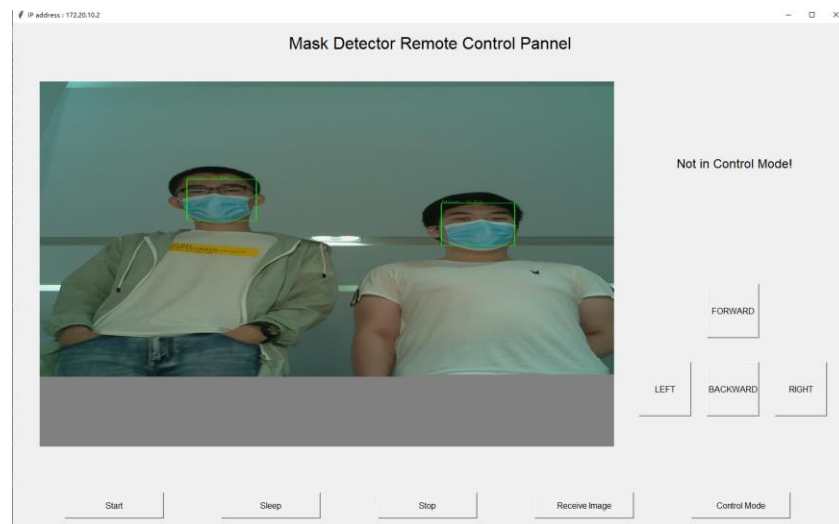 IP address : 172.20.10.2
Mask Detector Remote Control Pannel
Not in Control Mode!
FORWARD
LEFT
BACKWARD
RIGHT
Start
Sleep
Stop
Receive Image
Control Mode